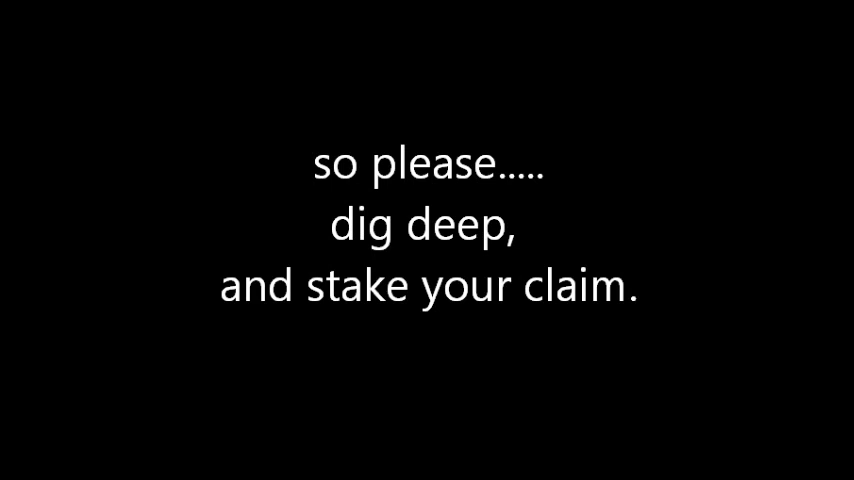 so please.....
dig deep,
and stake your claim.